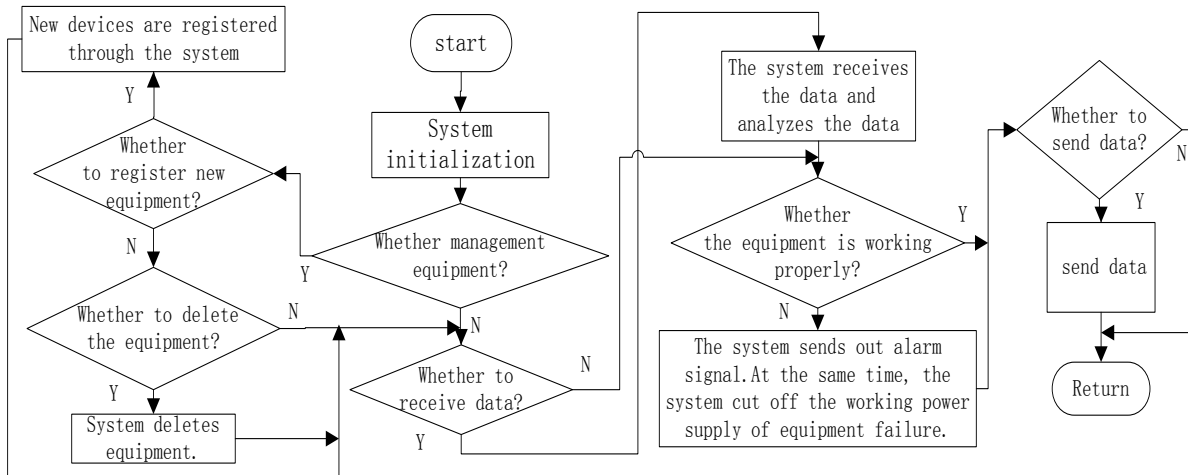 New devices are registered
through the system
Y
Whether
to register new
equipment?
N
Whether to delete
the equipment?
N
Y
System deletes
equipment.
start
System
initialization
Whether management
equipment?
Y
N
Whether to
receive data?
N
Y
The system receives
the data and
analyzes the data
Whether
the equipment is working
properly?
Y
N
The system sends out alarm
signal.At the same time, the
system cut off the working power
supply of equipment failure.
Whether to
send data?
N
Y
send data
Return